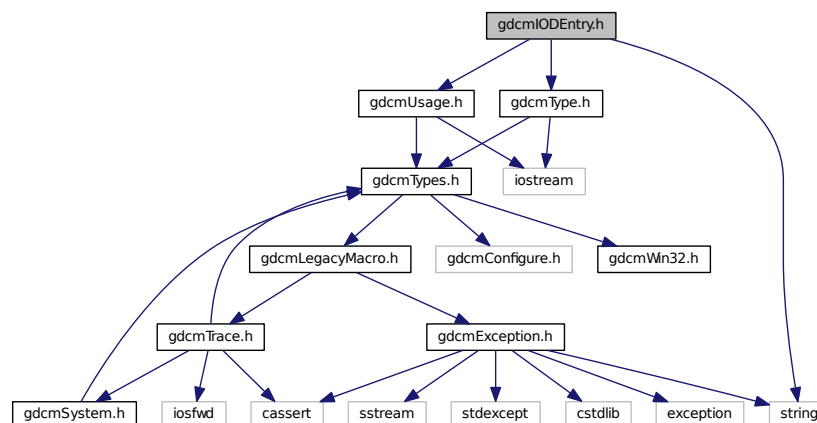 gdcmIODEntry.h
gdcmUsage.h
gdcmType.h
gdcmTypes.h
iostream
gdcmLegacyMacro.h
gdcmConfigure.h
gdcmWin32.h
gdcmTrace.h
gdcmException.h
gdcmSystem.h
iosfwd
cassert
sstream
stdexcept
cstdlib
exception
string